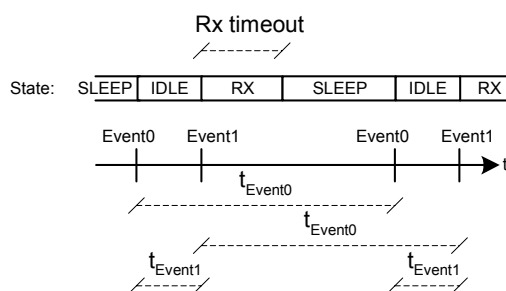 Rx timeout
State: SLEEP IDLE RX SLEEP IDLE RX
Event0 Event1 Event0 Event1
t
tEvent0
tEvent0
tEvent1 tEvent1